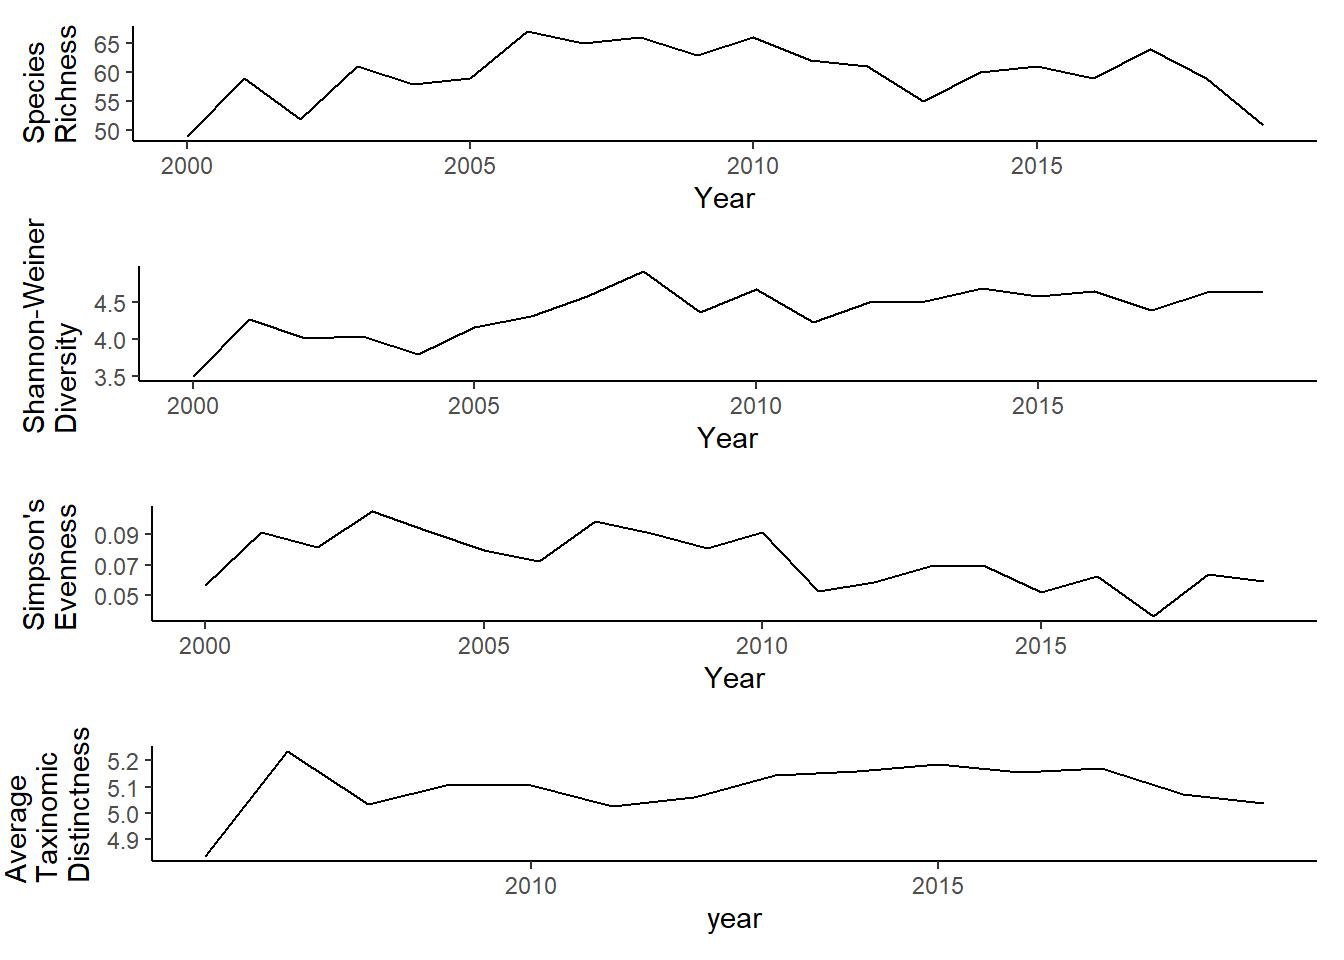 Species
Richness
65
60
55
50
2000 2005 2010 2015
Year
Shannon-Weiner
Diversity
4.5
4.0
3.5
2000 2005 2010 2015
Year
Simpson's
Evenness
0.09
0.07
0.05
2000 2005 2010 2015
Year
Average
Taxinomic
Distinctness
5.2
5.1
5.0
4.9
2010 2015
year